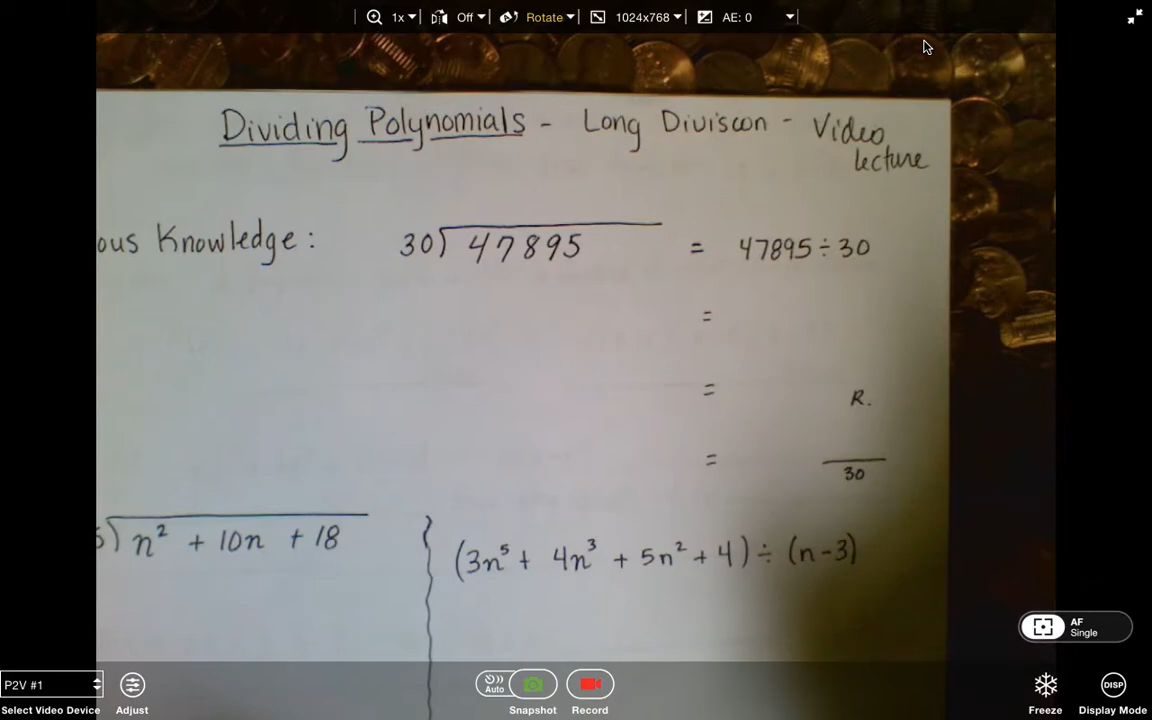 1x Off Rotate 1024x768 AE: 0
Dividing Polynomials - Long Divison - Video
lecture
ous Knowledge: 30)47895 = 47895 ÷ 30
=
= R.
= 30
5)n² + 10n + 18
(3n⁵ + 4n³ + 5n² + 4) ÷ (n-3)
AF
Single
P2V #1
Auto
DISP
Select Video Device Adjust Snapshot Record Freeze Display Mode